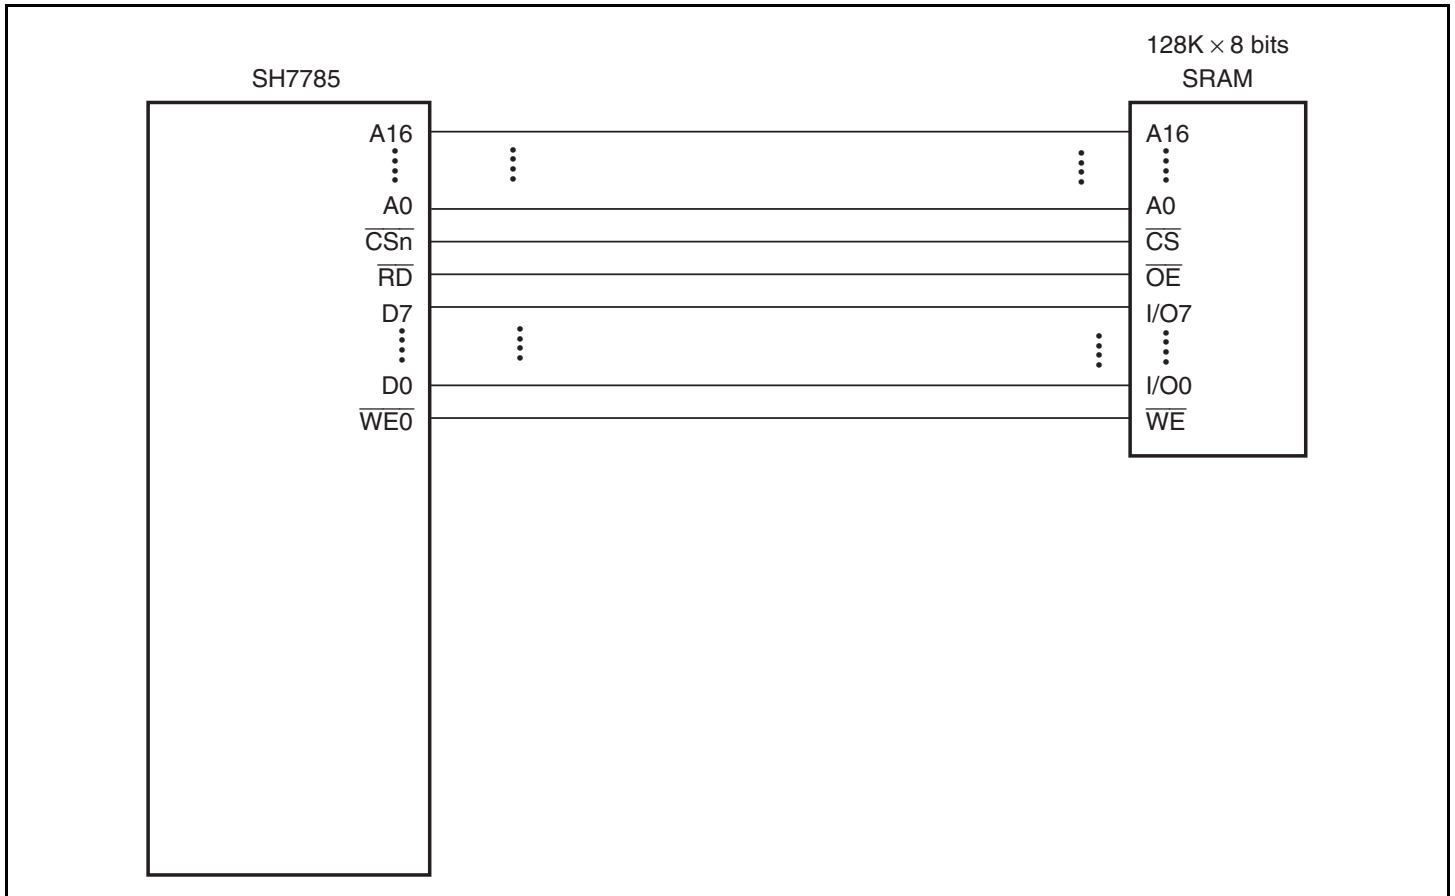 128K × 8 bits
SH7785
SRAM
A16
A16
A0
A0
CSn
CS
RD
OE
D7
I/O7
D0
I/O0
WE0
WE